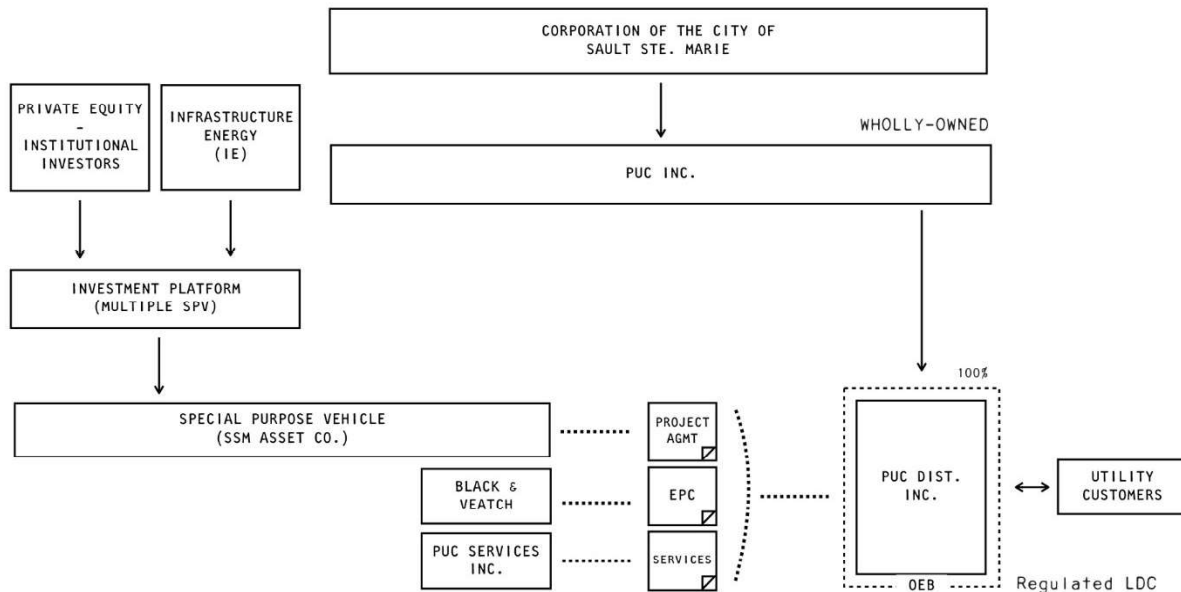 CORPORATION OF THE CITY OF
SAULT STE. MARIE
PRIVATE EQUITY
-
INSTITUTIONAL
INVESTORS
INFRASTRUCTURE
ENERGY
(IE)
WHOLLY-OWNED
PUC INC.
INVESTMENT PLATFORM
(MULTIPLE SPV)
100%
SPECIAL PURPOSE VEHICLE
(SSM ASSET CO.)
PROJECT
AGMT
BLACK &
VEATCH
EPC
PUC SERVICES
INC.
SERVICES
PUC DIST.
INC.
UTILITY
CUSTOMERS
OEB
Regulated LDC